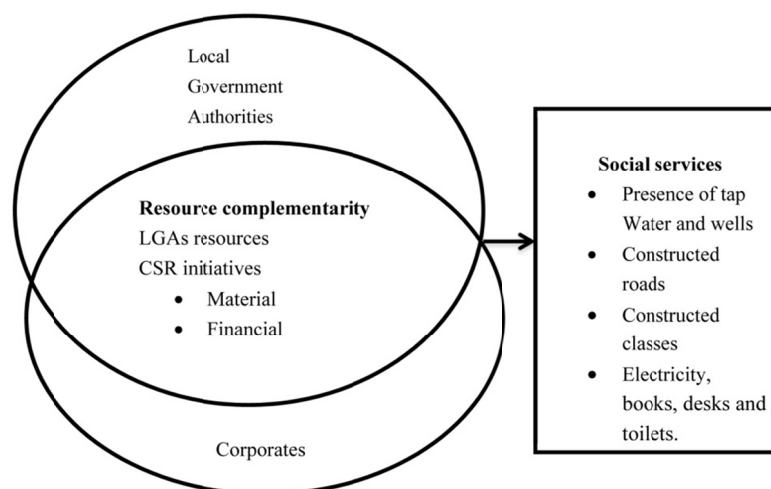 Local
Government
Authorities
Resource complementarity
LGAs resources
CSR initiatives
• Material
• Financial
Corporates
Social services
• Presence of tap
Water and wells
• Constructed
roads
• Constructed
classes
• Electricity,
books, desks and
toilets.